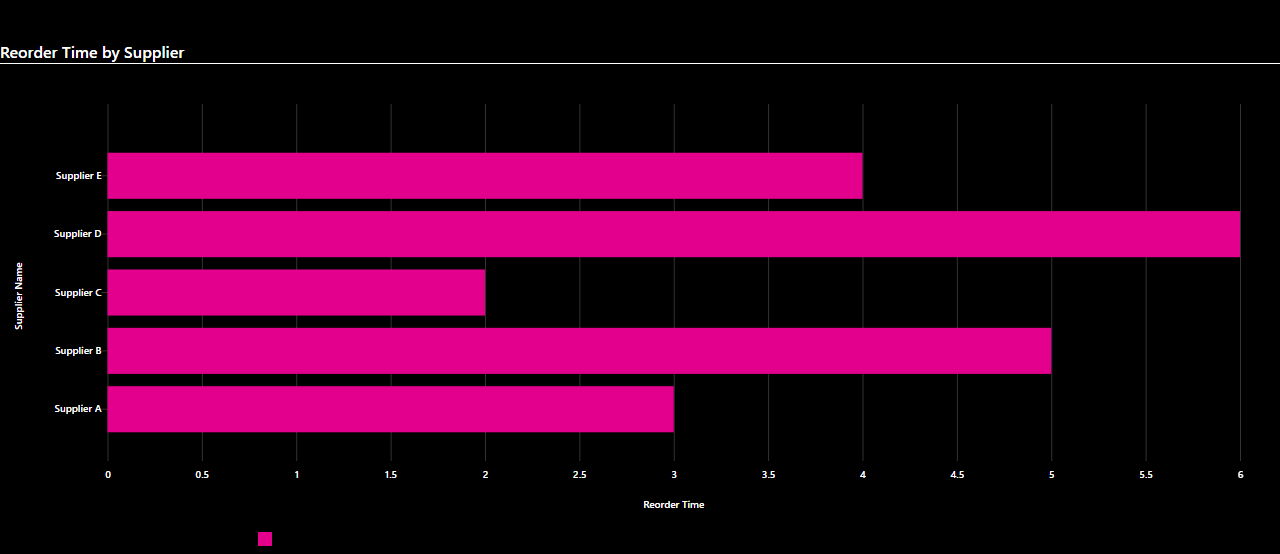 Reorder Time by Supplier
Supplier E
Supplier D
Supplier C
Supplier B
Supplier A
Supplier Name
0 0.5 1 1.5 2 2.5 3 3.5 4 4.5 5 5.5 6
Reorder Time